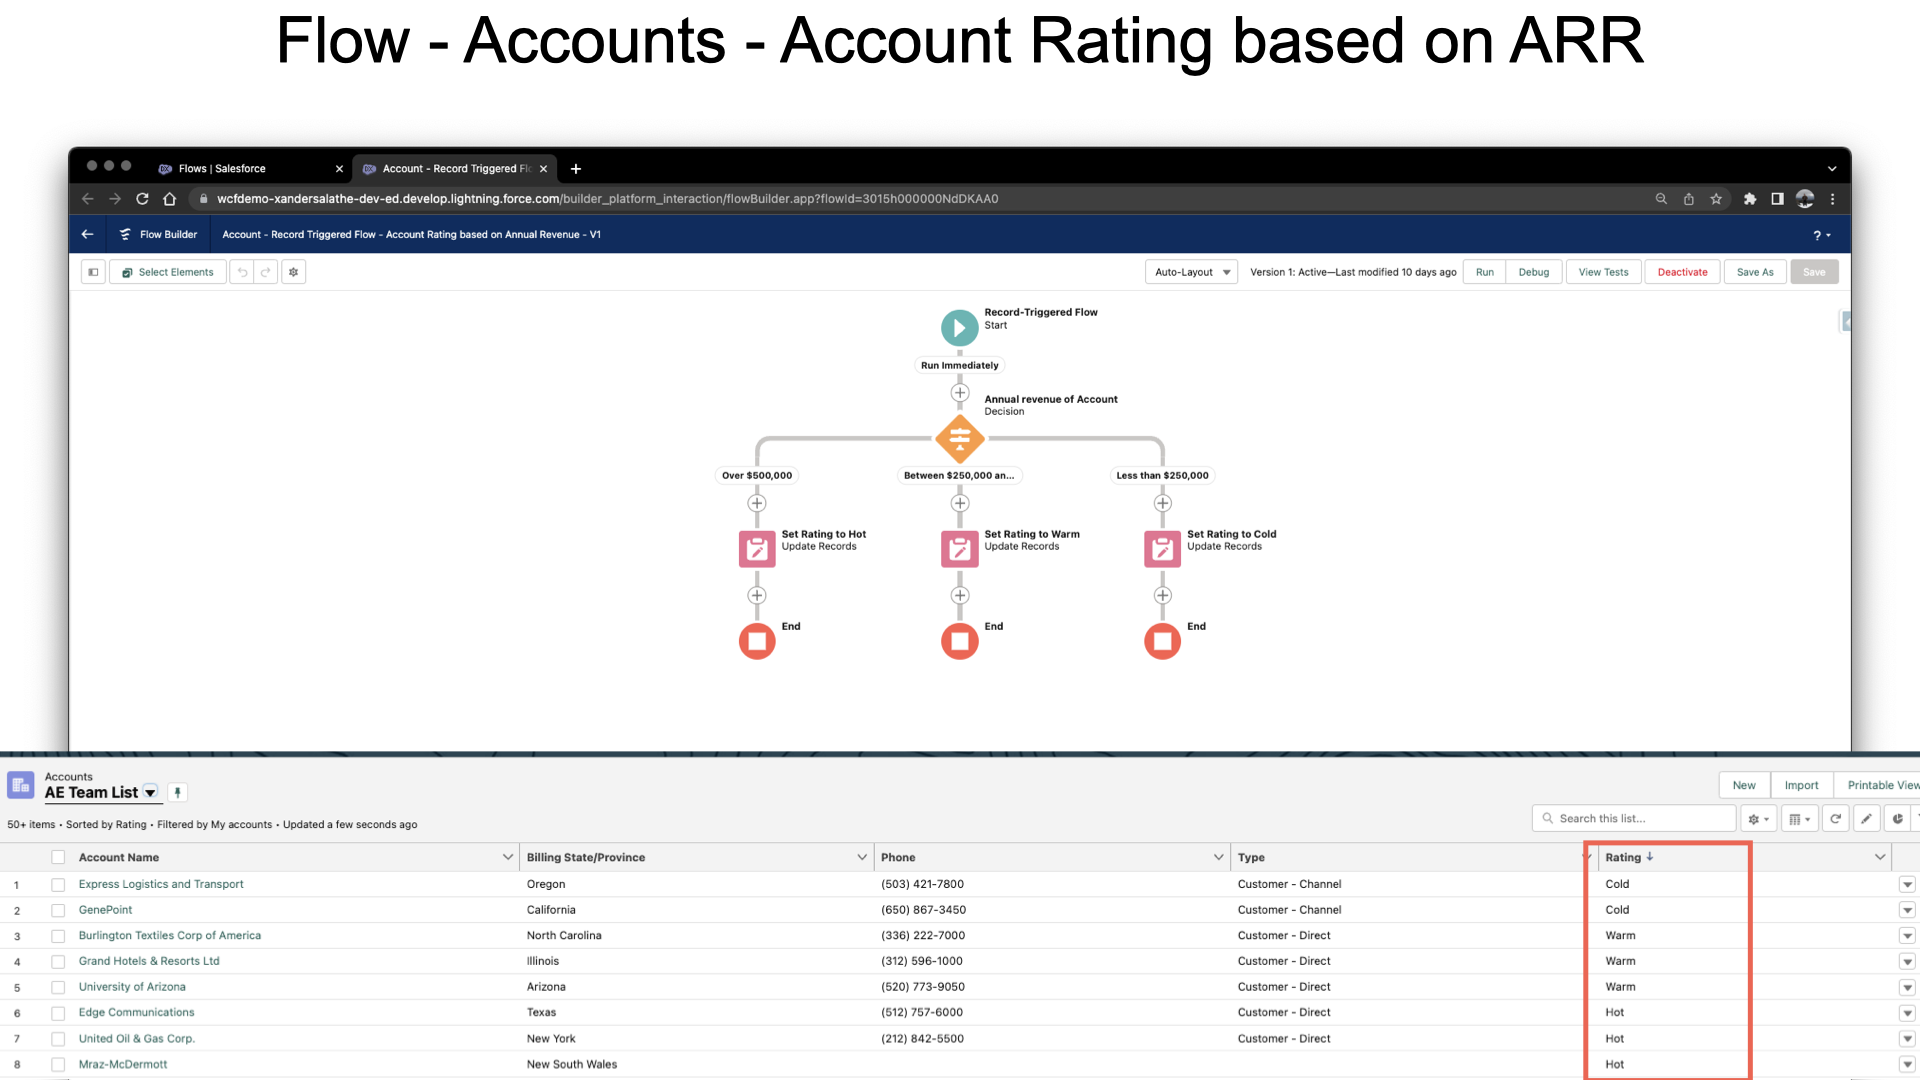 Flow - Accounts - Account Rating based on ARR
Flows | Salesforce
Account - Record Triggered Flo
wcfdemo-xandersalathe-dev-ed.develop.lightning.force.com/builder_platform_interaction/flowBuilder.app?flowId=3015h000000NdDKAA0
Flow Builder
Account - Record Triggered Flow - Account Rating based on Annual Revenue - V1
?
Select Elements
Auto-Layout
Version 1: Active—Last modified 10 days ago
Run
Debug
View Tests
Deactivate
Save As
Save
Record-Triggered Flow
Start
Run Immediately
Annual revenue of Account
Decision
Over $500,000
Between $250,000 an...
Less than $250,000
Set Rating to Hot
Update Records
Set Rating to Warm
Update Records
Set Rating to Cold
Update Records
End
End
End
Accounts
AE Team List
New
Import
Printable View
50+ items • Sorted by Rating • Filtered by My accounts • Updated a few seconds ago
Search this list...
Account Name Billing State/Province Phone Type Rating
1 Express Logistics and Transport Oregon (503) 421-7800 Customer - Channel Cold
2 GenePoint California (650) 867-3450 Customer - Channel Cold
3 Burlington Textiles Corp of America North Carolina (336) 222-7000 Customer - Direct Warm
4 Grand Hotels & Resorts Ltd Illinois (312) 596-1000 Customer - Direct Warm
5 University of Arizona Arizona (520) 773-9050 Customer - Direct Warm
6 Edge Communications Texas (512) 757-6000 Customer - Direct Hot
7 United Oil & Gas Corp. New York (212) 842-5500 Customer - Direct Hot
8 Mraz-McDermott New South Wales Hot